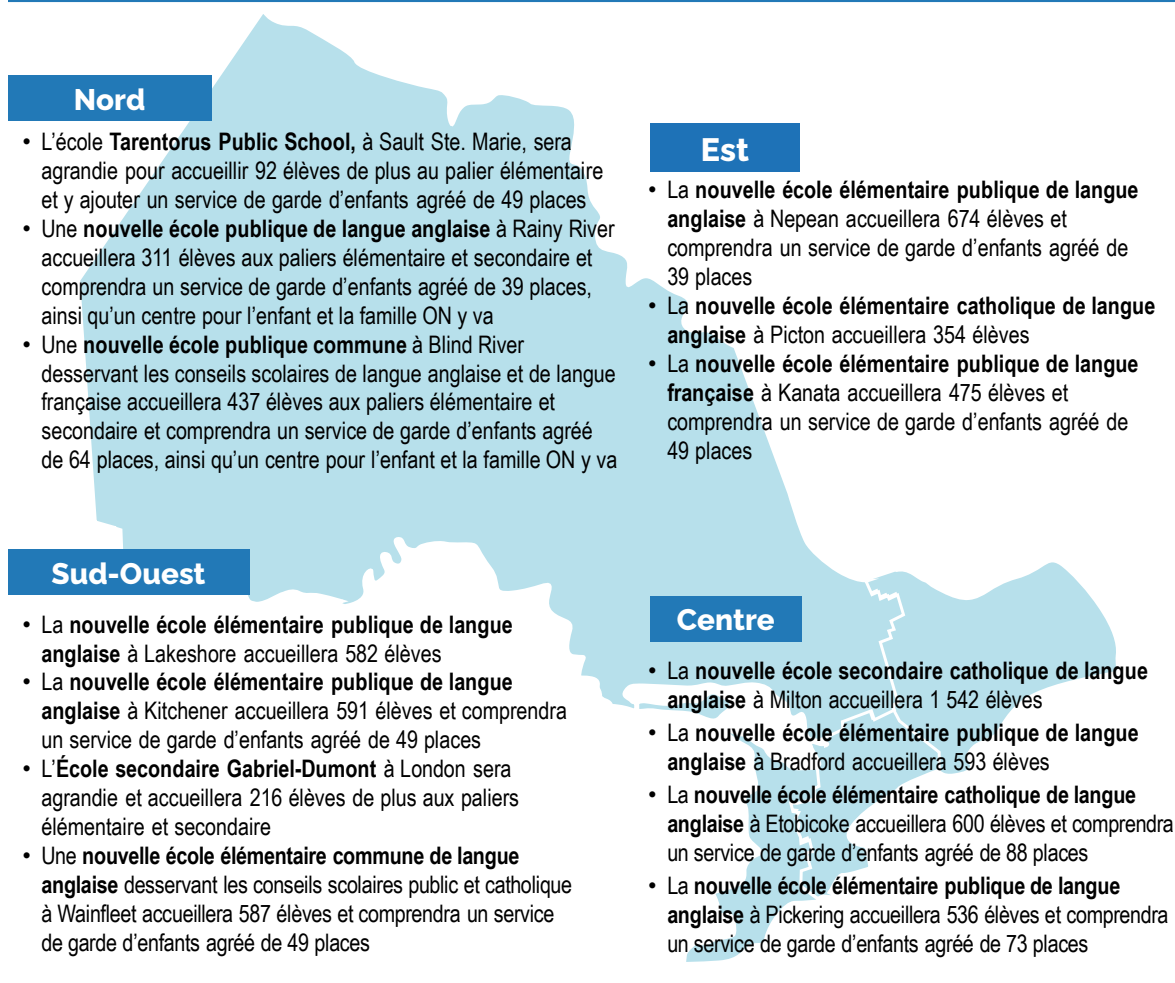 Nord
• L'école Tarentorus Public School, à Sault Ste. Marie, sera
agrandie pour accueillir 92 élèves de plus au palier élémentaire
et y ajouter un service de garde d'enfants agréé de 49 places
• Une nouvelle école publique de langue anglaise à Rainy River
accueillera 311 élèves aux paliers élémentaire et secondaire et
comprendra un service de garde d'enfants agréé de 39 places,
ainsi qu'un centre pour l'enfant et la famille ON y va
• Une nouvelle école publique commune à Blind River
desservant les conseils scolaires de langue anglaise et de langue
française accueillera 437 élèves aux paliers élémentaire et
secondaire et comprendra un service de garde d'enfants agréé
de 64 places, ainsi qu'un centre pour l'enfant et la famille ON y va
Est
• La nouvelle école élémentaire publique de langue
anglaise à Nepean accueillera 674 élèves et
comprendra un service de garde d'enfants agréé de
39 places
• La nouvelle école élémentaire catholique de langue
anglaise à Picton accueillera 354 élèves
• La nouvelle école élémentaire publique de langue
française à Kanata accueillera 475 élèves et
comprendra un service de garde d'enfants agréé de
49 places
Sud-Ouest
• La nouvelle école élémentaire publique de langue
anglaise à Lakeshore accueillera 582 élèves
• La nouvelle école élémentaire publique de langue
anglaise à Kitchener accueillera 591 élèves et comprendra
un service de garde d'enfants agréé de 49 places
• L'École secondaire Gabriel-Dumont à London sera
agrandie et accueillera 216 élèves de plus aux paliers
élémentaire et secondaire
• Une nouvelle école élémentaire commune de langue
anglaise desservant les conseils scolaires public et catholique
à Wainfleet accueillera 587 élèves et comprendra un service
de garde d'enfants agréé de 49 places
Centre
• La nouvelle école secondaire catholique de langue
anglaise à Milton accueillera 1 542 élèves
• La nouvelle école élémentaire publique de langue
anglaise à Bradford accueillera 593 élèves
• La nouvelle école élémentaire catholique de langue
anglaise à Etobicoke accueillera 600 élèves et comprendra
un service de garde d'enfants agréé de 88 places
• La nouvelle école élémentaire publique de langue
anglaise à Pickering accueillera 536 élèves et comprendra
un service de garde d'enfants agréé de 73 places